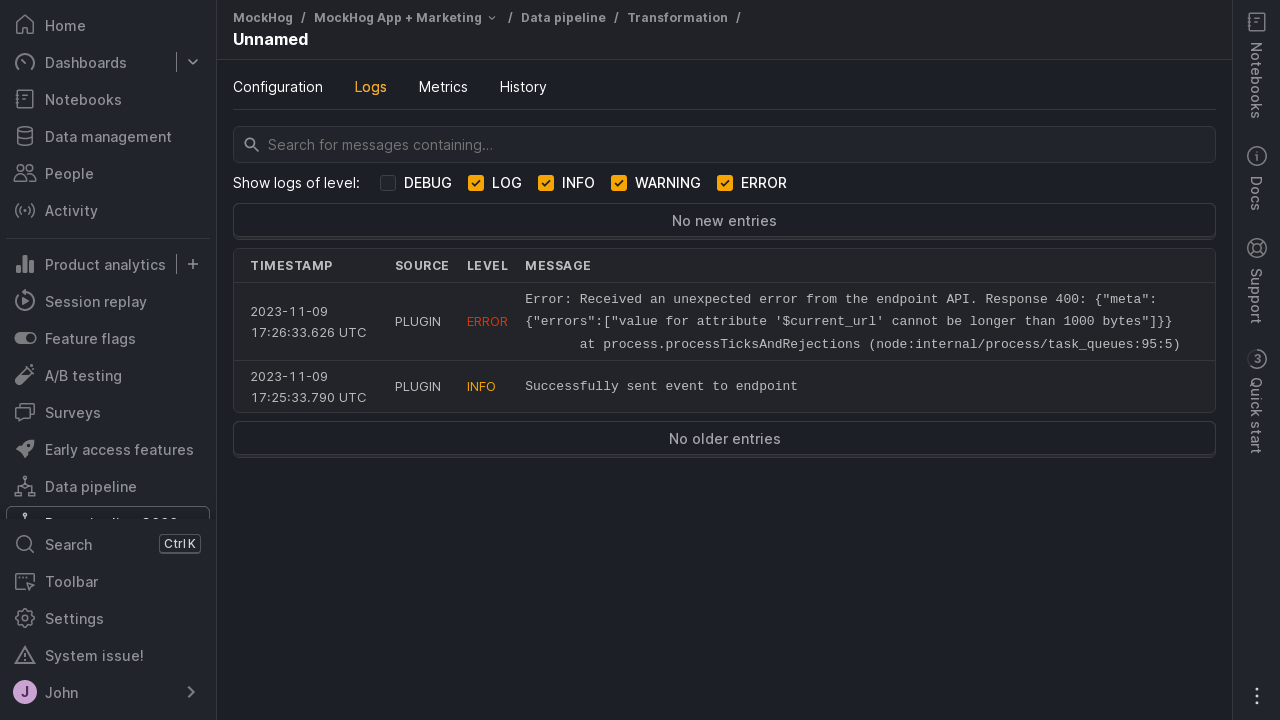 Home
Dashboards
Notebooks
Data management
People
Activity
Product analytics
Session replay
Feature flags
A/B testing
Surveys
Early access features
Data pipeline
Search
Ctrl K
Toolbar
Settings
System issue!
J
John
MockHog / MockHog App + Marketing / Data pipeline / Transformation /
Unnamed
Configuration Logs Metrics History
Search for messages containing…
Show logs of level: DEBUG LOG INFO WARNING ERROR
No new entries
TIMESTAMP SOURCE LEVEL MESSAGE
2023-11-09
17:26:33.626 UTC
PLUGIN
ERROR
Error: Received an unexpected error from the endpoint API. Response 400: {"meta":
{"errors":["value for attribute '$current_url' cannot be longer than 1000 bytes"]}}
at process.processTicksAndRejections (node:internal/process/task_queues:95:5)
2023-11-09
17:25:33.790 UTC
PLUGIN
INFO
Successfully sent event to endpoint
No older entries
Notebooks
Docs
Support
3
Quick start